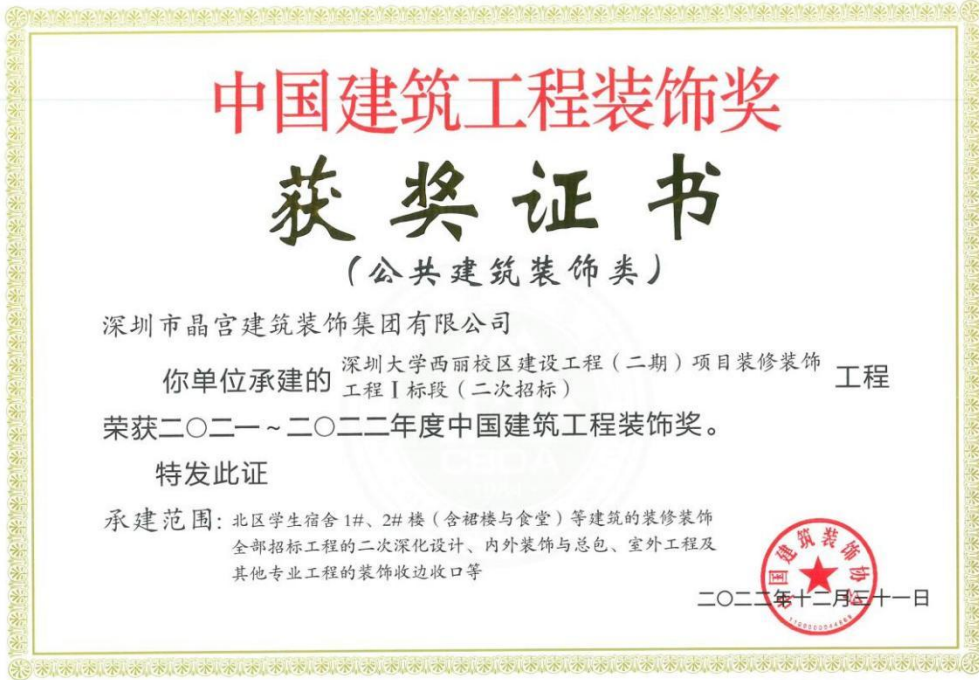 中国建筑工程装饰奖
获奖证书
(公共建筑装饰类)
深圳市晶宫建筑装饰集团有限公司
你单位承建的 深圳大学西丽校区建设工程(二期)项目装修装饰 工程
工程Ⅰ标段(二次招标)
荣获二〇二一~二〇二二年度中国建筑工程装饰奖。
特发此证
承建范围:北区学生宿舍1#、2#楼(含裙楼与食堂)等建筑的装修装饰
全部招标工程的二次深化设计、内外装饰与总包、室外工程及
其他专业工程的装饰收边收口等
中国建筑装饰协会
二〇二二年十二月三十一日